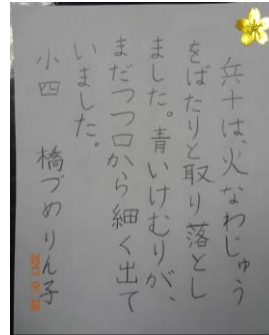 兵十は、火なわじゅう
をばたりと取り落とし
ました。青いけむりが、
まだつつ口から細く出て
いました。
小四　橋づめりん子